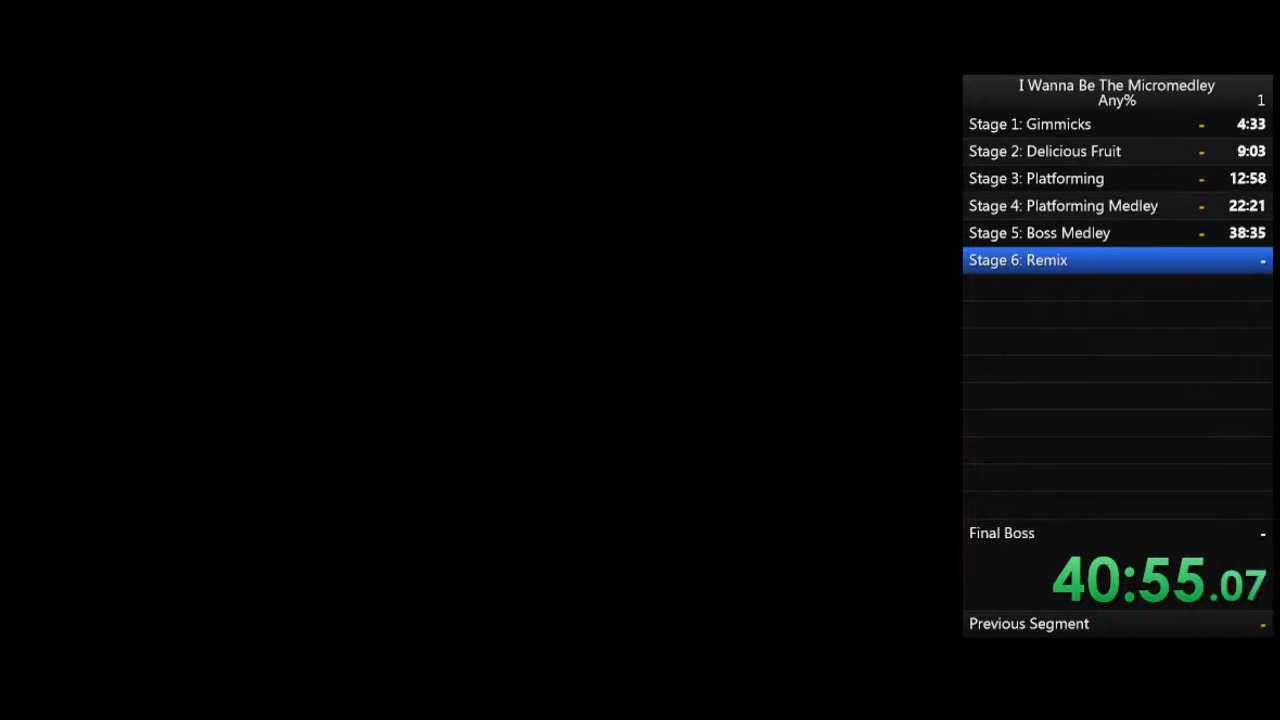 I Wanna Be The Micromedley
Any% 1
Stage 1: Gimmicks - 4:33
Stage 2: Delicious Fruit - 9:03
Stage 3: Platforming - 12:58
Stage 4: Platforming Medley - 22:21
Stage 5: Boss Medley - 38:35
Stage 6: Remix -
Final Boss -
40:55.07
Previous Segment -